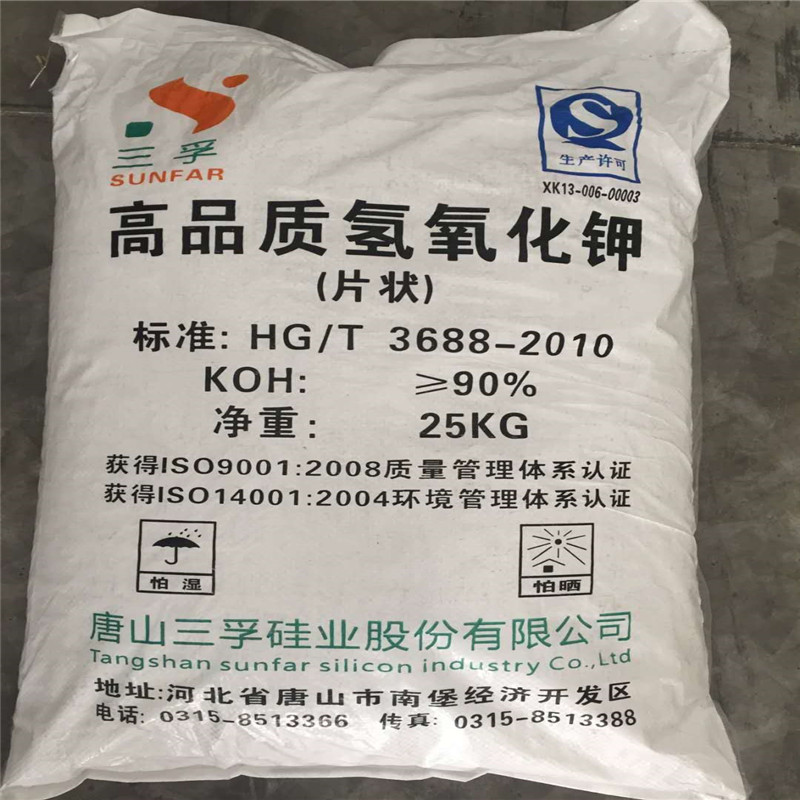 三孚
SUNFAR
生产许可
XK13-006-00003
高品质氢氧化钾
(片状)
标准: HG/T 3688-2010
KOH: ≥90%
净重: 25KG
获得ISO9001:2008质量管理体系认证
获得ISO14001:2004环境管理体系认证
怕湿
怕晒
唐山三孚硅业股份有限公司
Tangshan sunfar silicon industry Co.,Ltd
地址:河北省唐山市南堡经济开发区
电话: 0315-8513366 传真: 0315-8513388